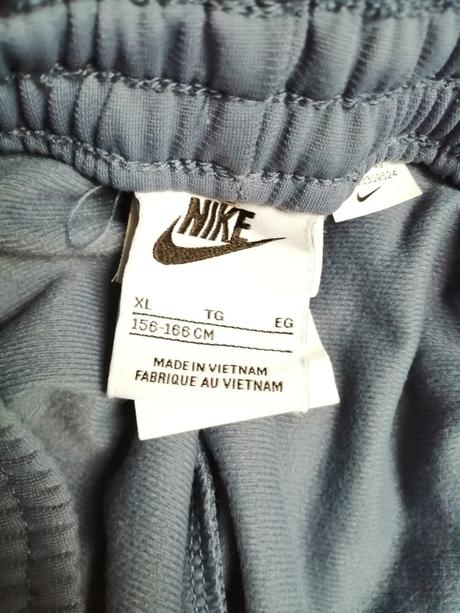 NIKE
XL TG EG
156-166 CM
MADE IN VIETNAM
FABRIQUE AU VIETNAM